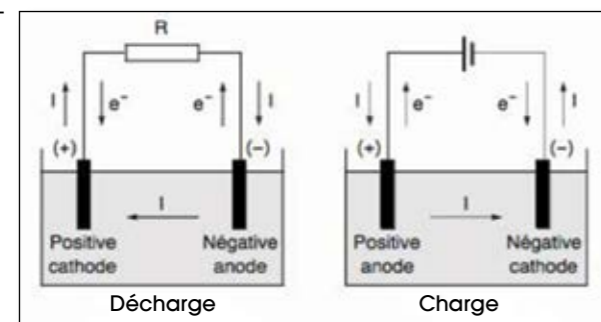 R
I e⁻ e⁻ I
(+) (−)
I
Positive cathode
Négative anode
Décharge
I e⁻ e⁻ I
(+) (−)
I
Positive anode
Négative cathode
Charge